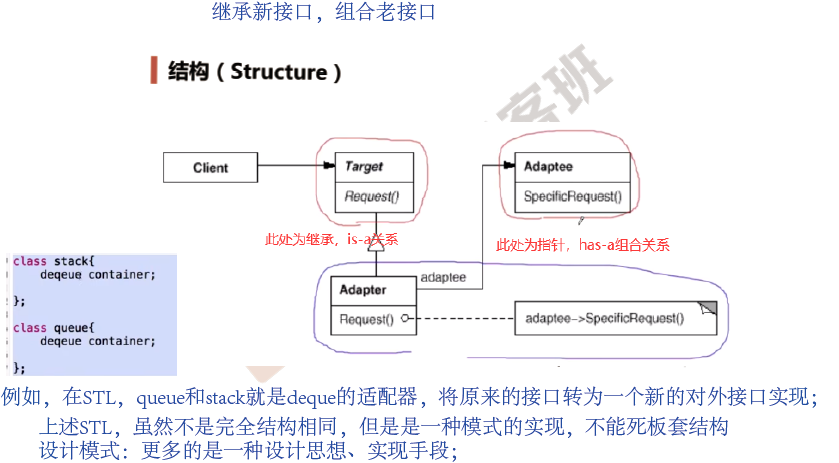 继承新接口，组合老接口
结构（Structure）
客班
Client
Target
Request()
Adaptee
SpecificRequest()
此处为继承，is-a关系
此处为指针，has-a组合关系
class stack{
deqeue container;
};
class queue{
deqeue container;
};
adaptee
Adapter
Request()
adaptee->SpecificRequest()
例如，在STL，queue和stack就是deque的适配器，将原来的接口转为一个新的对外接口实现；
上述STL，虽然不是完全结构相同，但是是一种模式的实现，不能死板套结构
设计模式：更多的是一种设计思想、实现手段；